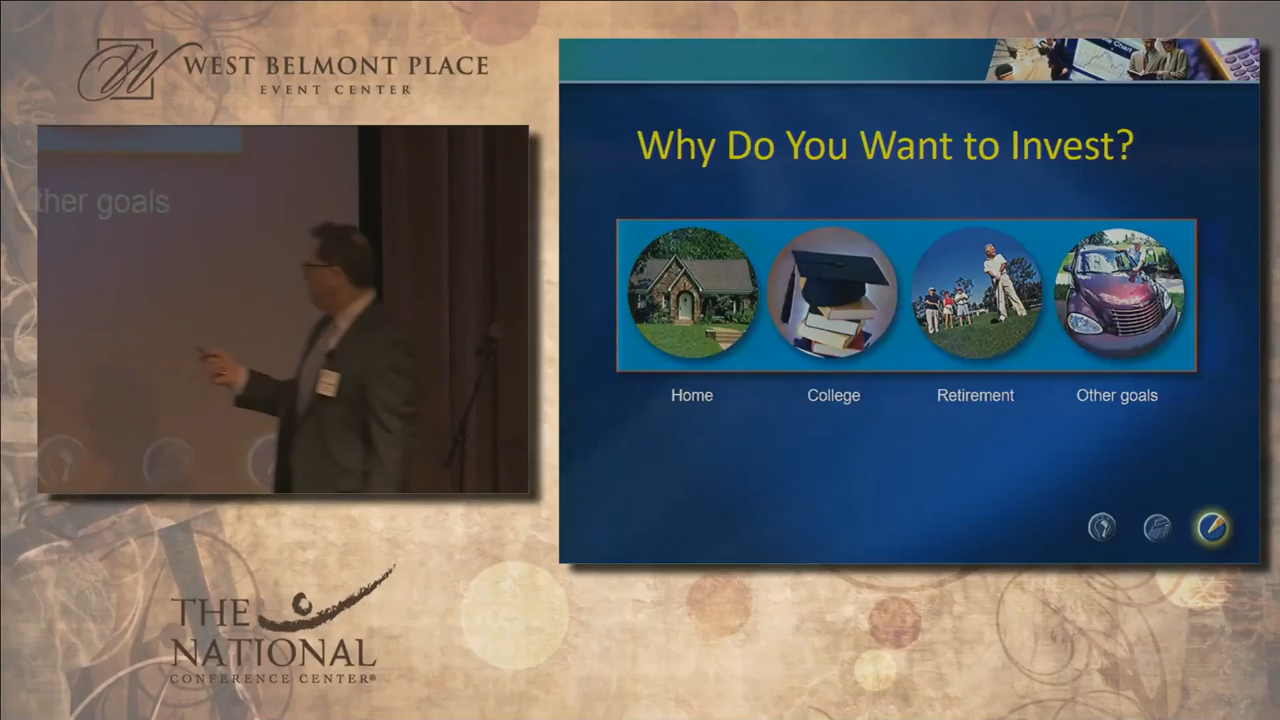 WEST BELMONT PLACE
EVENT CENTER
ther goals
Why Do You Want to Invest?
Home
College
Retirement
Other goals
THE
NATIONAL
CONFERENCE CENTER®